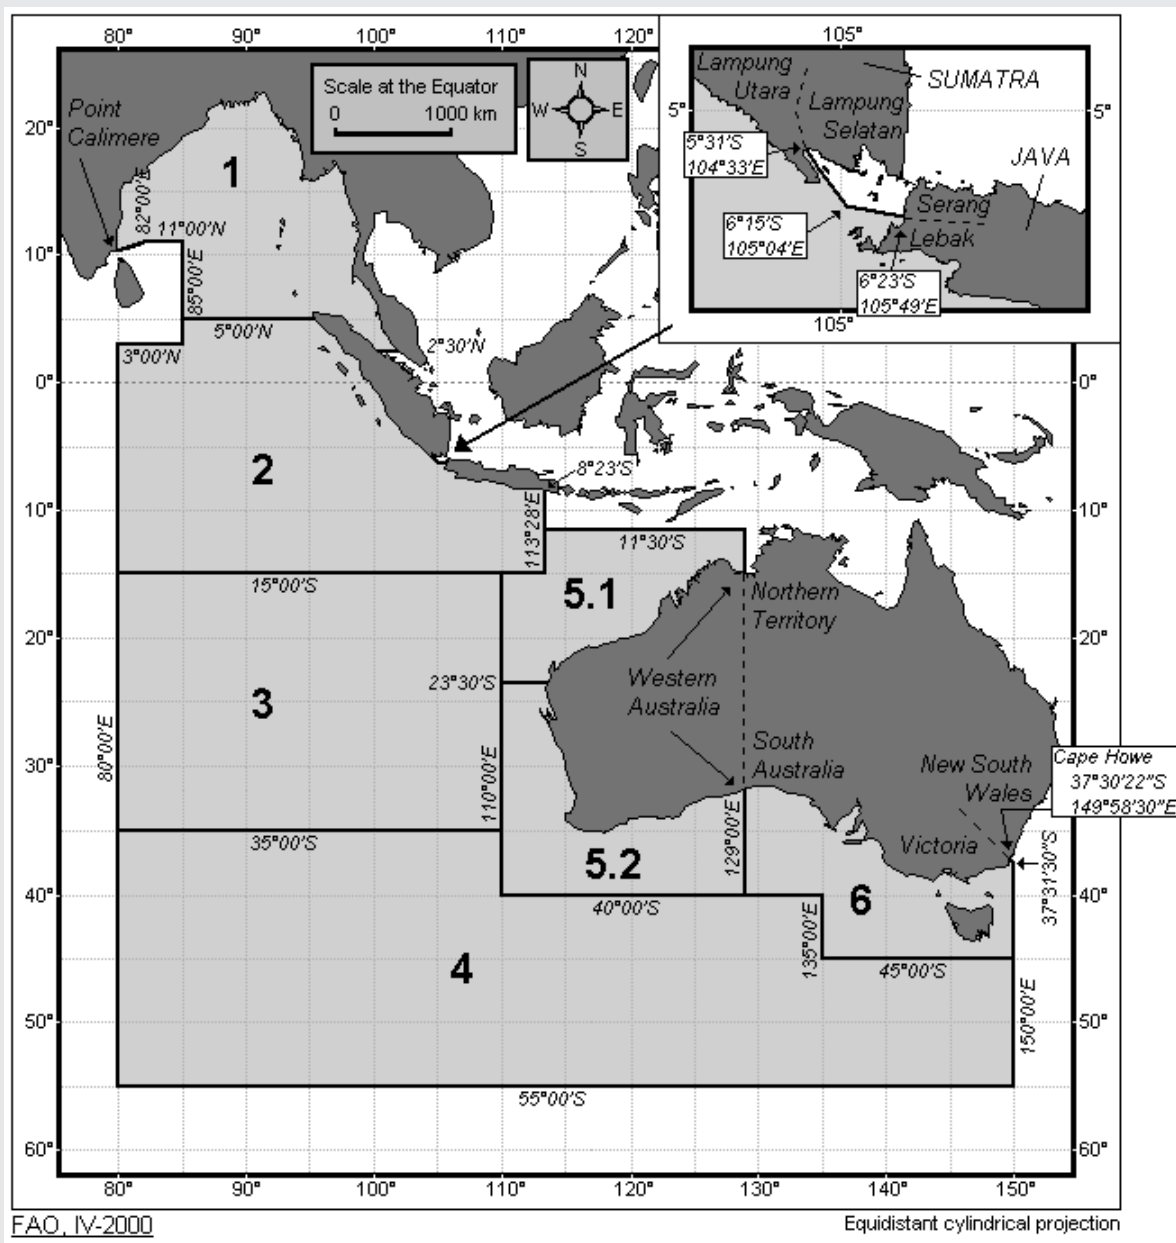 80° 90° 100° 110° 120°
105°
Lampung
Utara
SUMATRA
Lampung
Selatan
5° 5°
5°31'S
104°33'E
JAVA
Serang
Lebak
6°15'S
105°04'E
6°23'S
105°49'E
105°
Scale at the Equator
0 1000 km
N
W E
S
Point
Calimere
20°
1
82°00'E
11°00'N
10°
85°00'E
5°00'N
3°00'N
2°30'N
0° 0°
2
8°23'S
10° 10°
113°28'E
11°30'S
15°00'S
5.1
Northern
Territory
20° 20°
23°30'S
Western
Australia
3
80°00'E
110°00'E
South
Australia
New South
Wales
Cape Howe
37°30'22"S
149°58'30"E
30°
35°00'S
5.2
129°00'E
Victoria
37°31'30"S
6
40° 40°
40°00'S
135°00'E
45°00'S
4
50° 50°
150°00'E
55°00'S
60° 60°
80° 90° 100° 110° 120° 130° 140° 150°
FAO, IV-2000
Equidistant cylindrical projection